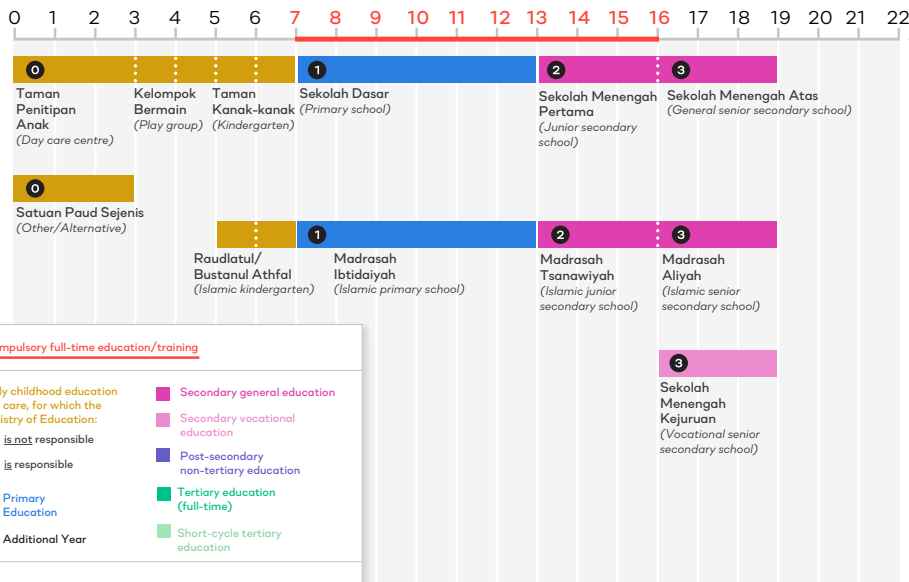 0 1 2 3 4 5 6 7 8 9 10 11 12 13 14 15 16 17 18 19 20 21 22
0
1
2
3
Taman
Penitipan
Anak
(Day care centre)
Kelompok
Bermain
(Play group)
Taman
Kanak-kanak
(Kindergarten)
Sekolah Dasar
(Primary school)
Sekolah Menengah
Pertama
(Junior secondary
school)
Sekolah Menengah Atas
(General senior secondary school)
0
Satuan Paud Sejenis
(Other/Alternative)
1
2
3
Raudlatul/
Bustanul Athfal
(Islamic kindergarten)
Madrasah
Ibtidaiyah
(Islamic primary school)
Madrasah
Tsanawiyah
(Islamic junior
secondary school)
Madrasah
Aliyah
(Islamic senior
secondary school)
3
Sekolah
Menengah
Kejuruan
(Vocational senior
secondary school)
mpulsory full-time education/training
ly childhood education
care, for which the
istry of Education:
is not responsible
is responsible
Primary
Education
Additional Year
Secondary general education
Secondary vocational
education
Post-secondary
non-tertiary education
Tertiary education
(full-time)
Short-cycle tertiary
education